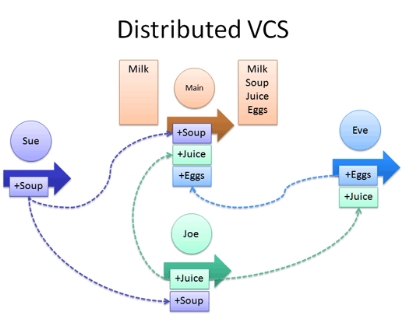 Distributed VCS
Milk
Main
Milk
Soup
Juice
Eggs
Sue
+Soup
+Soup
+Juice
+Eggs
Eve
+Eggs
+Juice
Joe
+Juice
+Soup